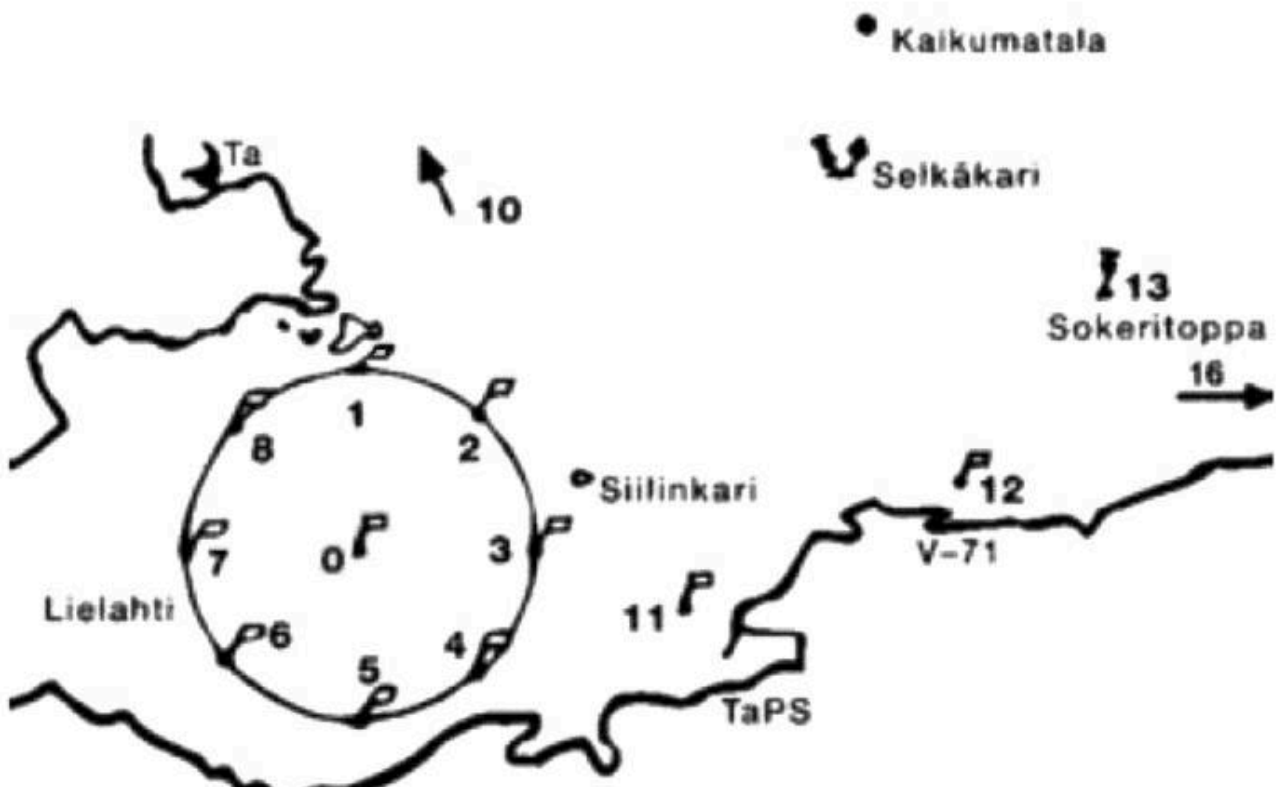 Kaikumatala
Ta
Selkäkari
10
13
Sokeritoppa
16
1
2
8
Siilinkari
12
7
0
3
V-71
Lielahti
11
6
4
5
TaPS